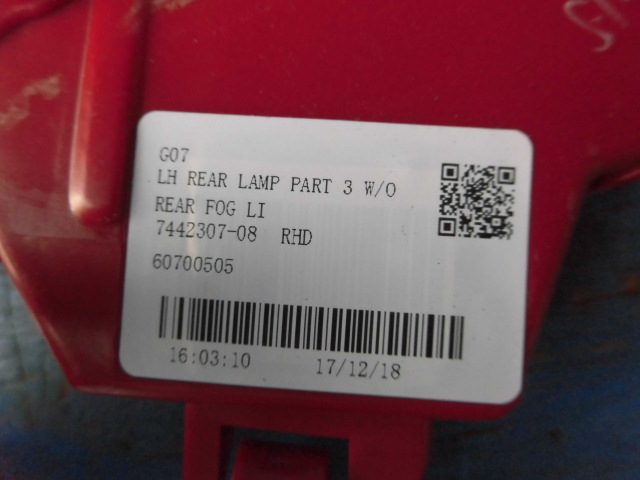 G07
LH REAR LAMP PART 3 W/O
REAR FOG LI
7442307-08 RHD
60700505
16:03:10 17/12/18